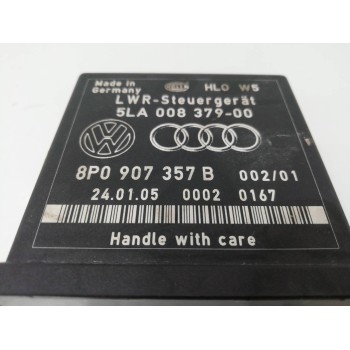 Made in Germany HLO W5
LWR-Steuergerät
5LA 008 379-00
8P0 907 357 B 002/01
24.01.05 0002 0167
Handle with care